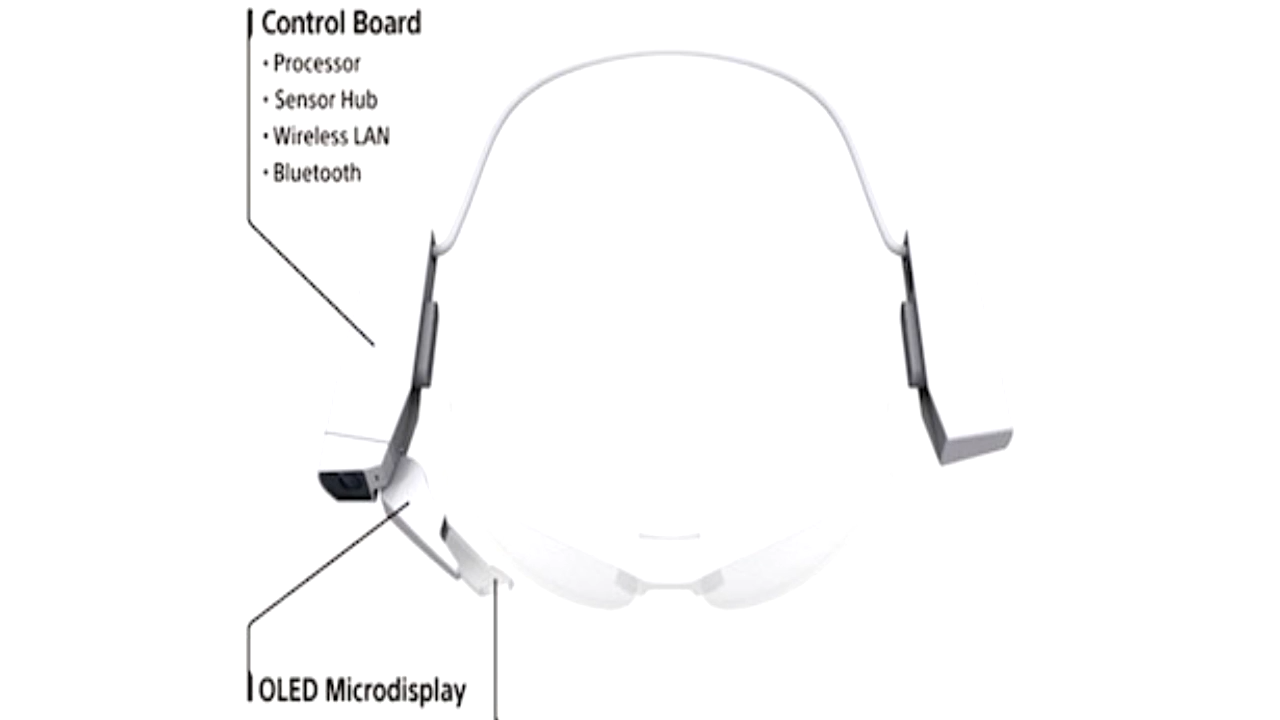 Control Board
・Processor
・Sensor Hub
・Wireless LAN
・Bluetooth
OLED Microdisplay